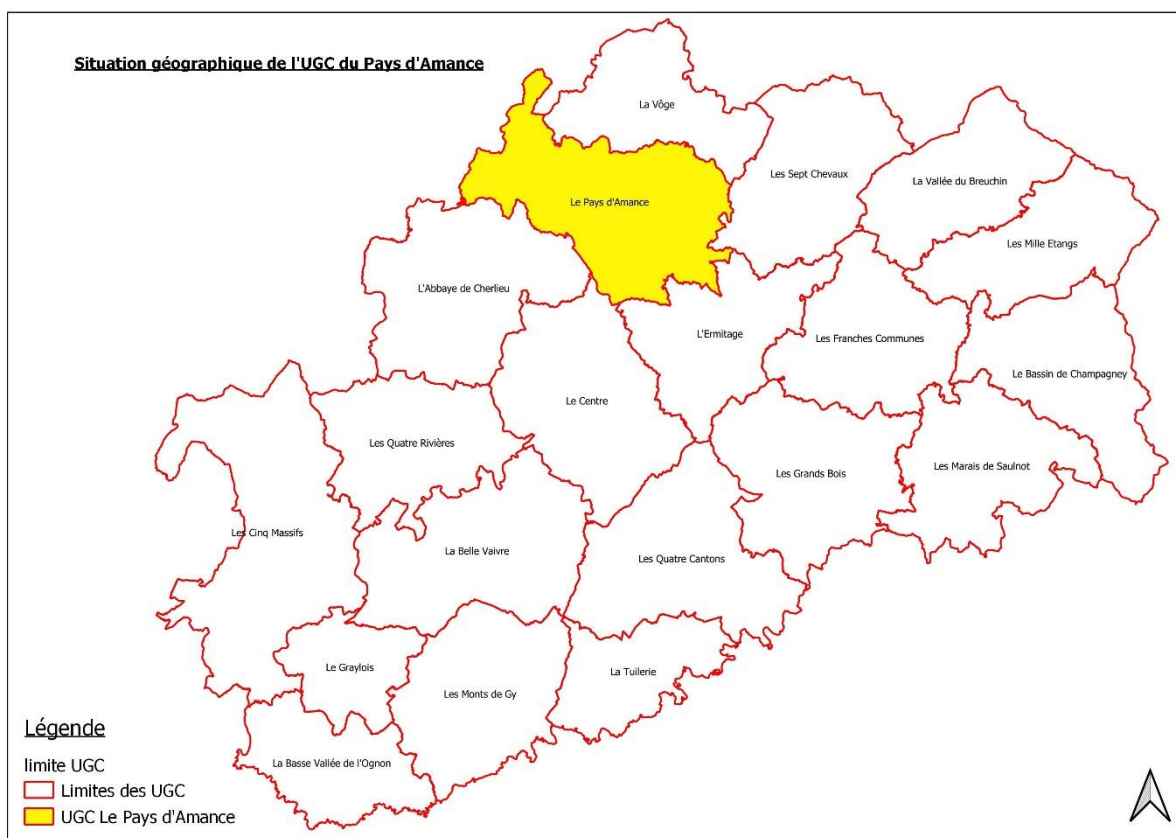 Situation géographique de l'UGC du Pays d'Amance
La Vôge
Les Sept Chevaux
La Vallée du Breuchin
Le Pays d'Amance
Les Mille Etangs
L'Abbaye de Cherlieu
L'Ermitage
Les Franches Communes
Le Bassin de Champagney
Le Centre
Les Quatre Rivières
Les Grands Bois
Les Marais de Saulnot
Les Cinq Massifs
La Belle Vaivre
Les Quatre Cantons
Le Graylois
La Tuilerie
Les Monts de Gy
La Basse Vallée de l'Ognon
Légende
limite UGC
Limites des UGC
UGC Le Pays d'Amance